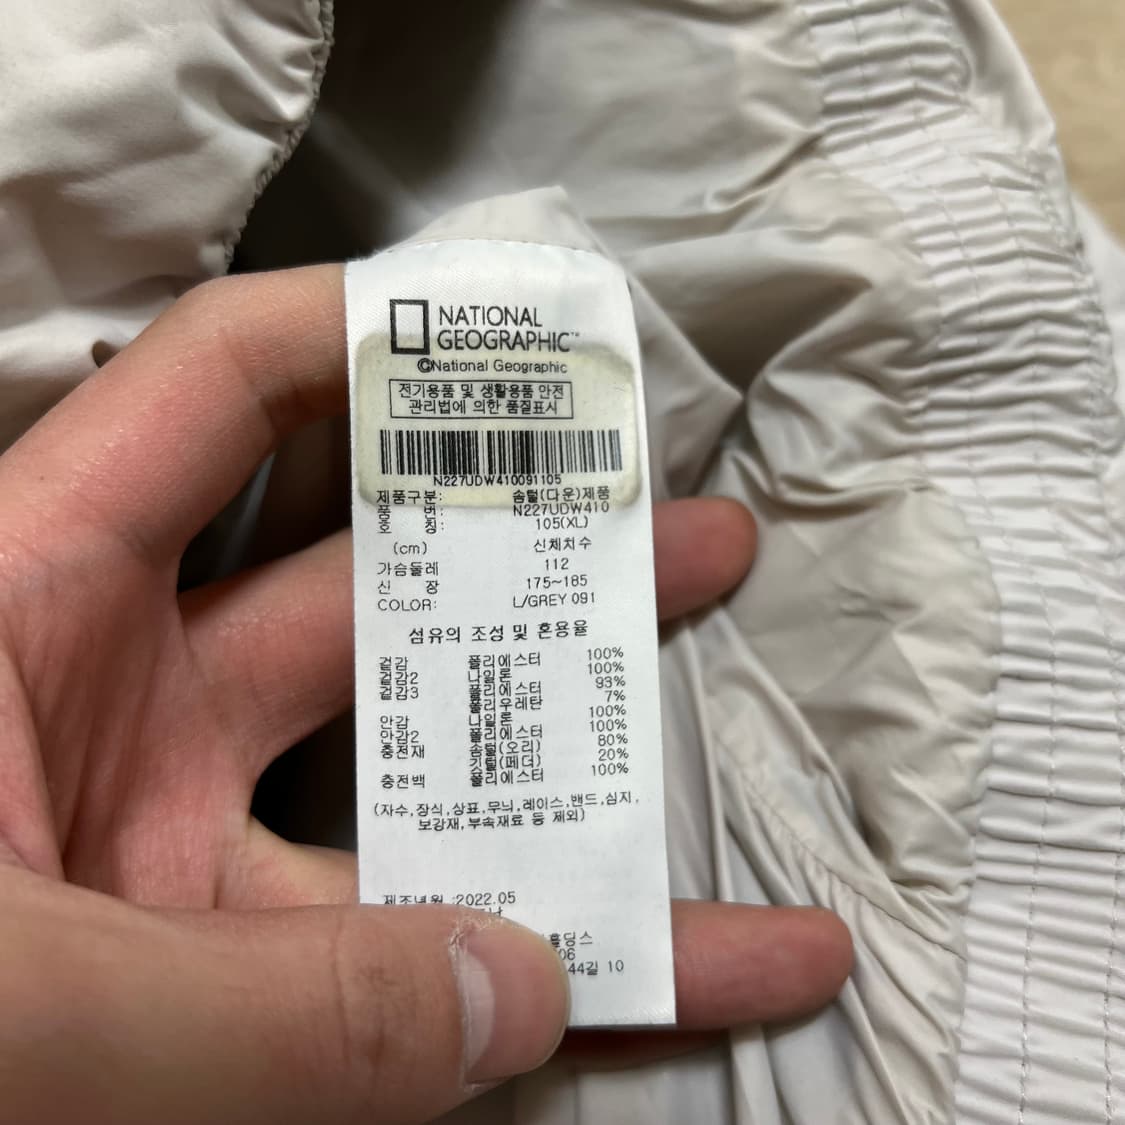 NATIONAL
GEOGRAPHIC™
©National Geographic
전기용품 및 생활용품 안전
관리법에 의한 품질표시
N227UDW410091105
제품구분: 솜털(다운)제품
품 번: N227UDW410
호 칭: 105(XL)
(cm) 신체치수
가슴둘레 112
신 장 175~185
COLOR: L/GREY 091
섬유의 조성 및 혼용율
겉감 폴리에스터 100%
겉감2 나일론 100%
겉감3 폴리에스터 93%
폴리우레탄 7%
안감 나일론 100%
안감2 폴리에스터 100%
충전재 솜털(오리) 80%
깃털(페더) 20%
충전백 폴리에스터 100%
(자수,장식,상표,무늬,레이스,밴드,심지,
보강재,부속재료 등 제외)
제조년월 :2022.05
홀딩스
06
44길 10